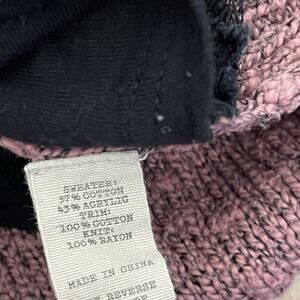 SWEATER:
57% COTTON
43% ACRYLIC
TRIM:
100% COTTON
KNIT:
100% RAYON
MADE IN CHINA
REVERSE